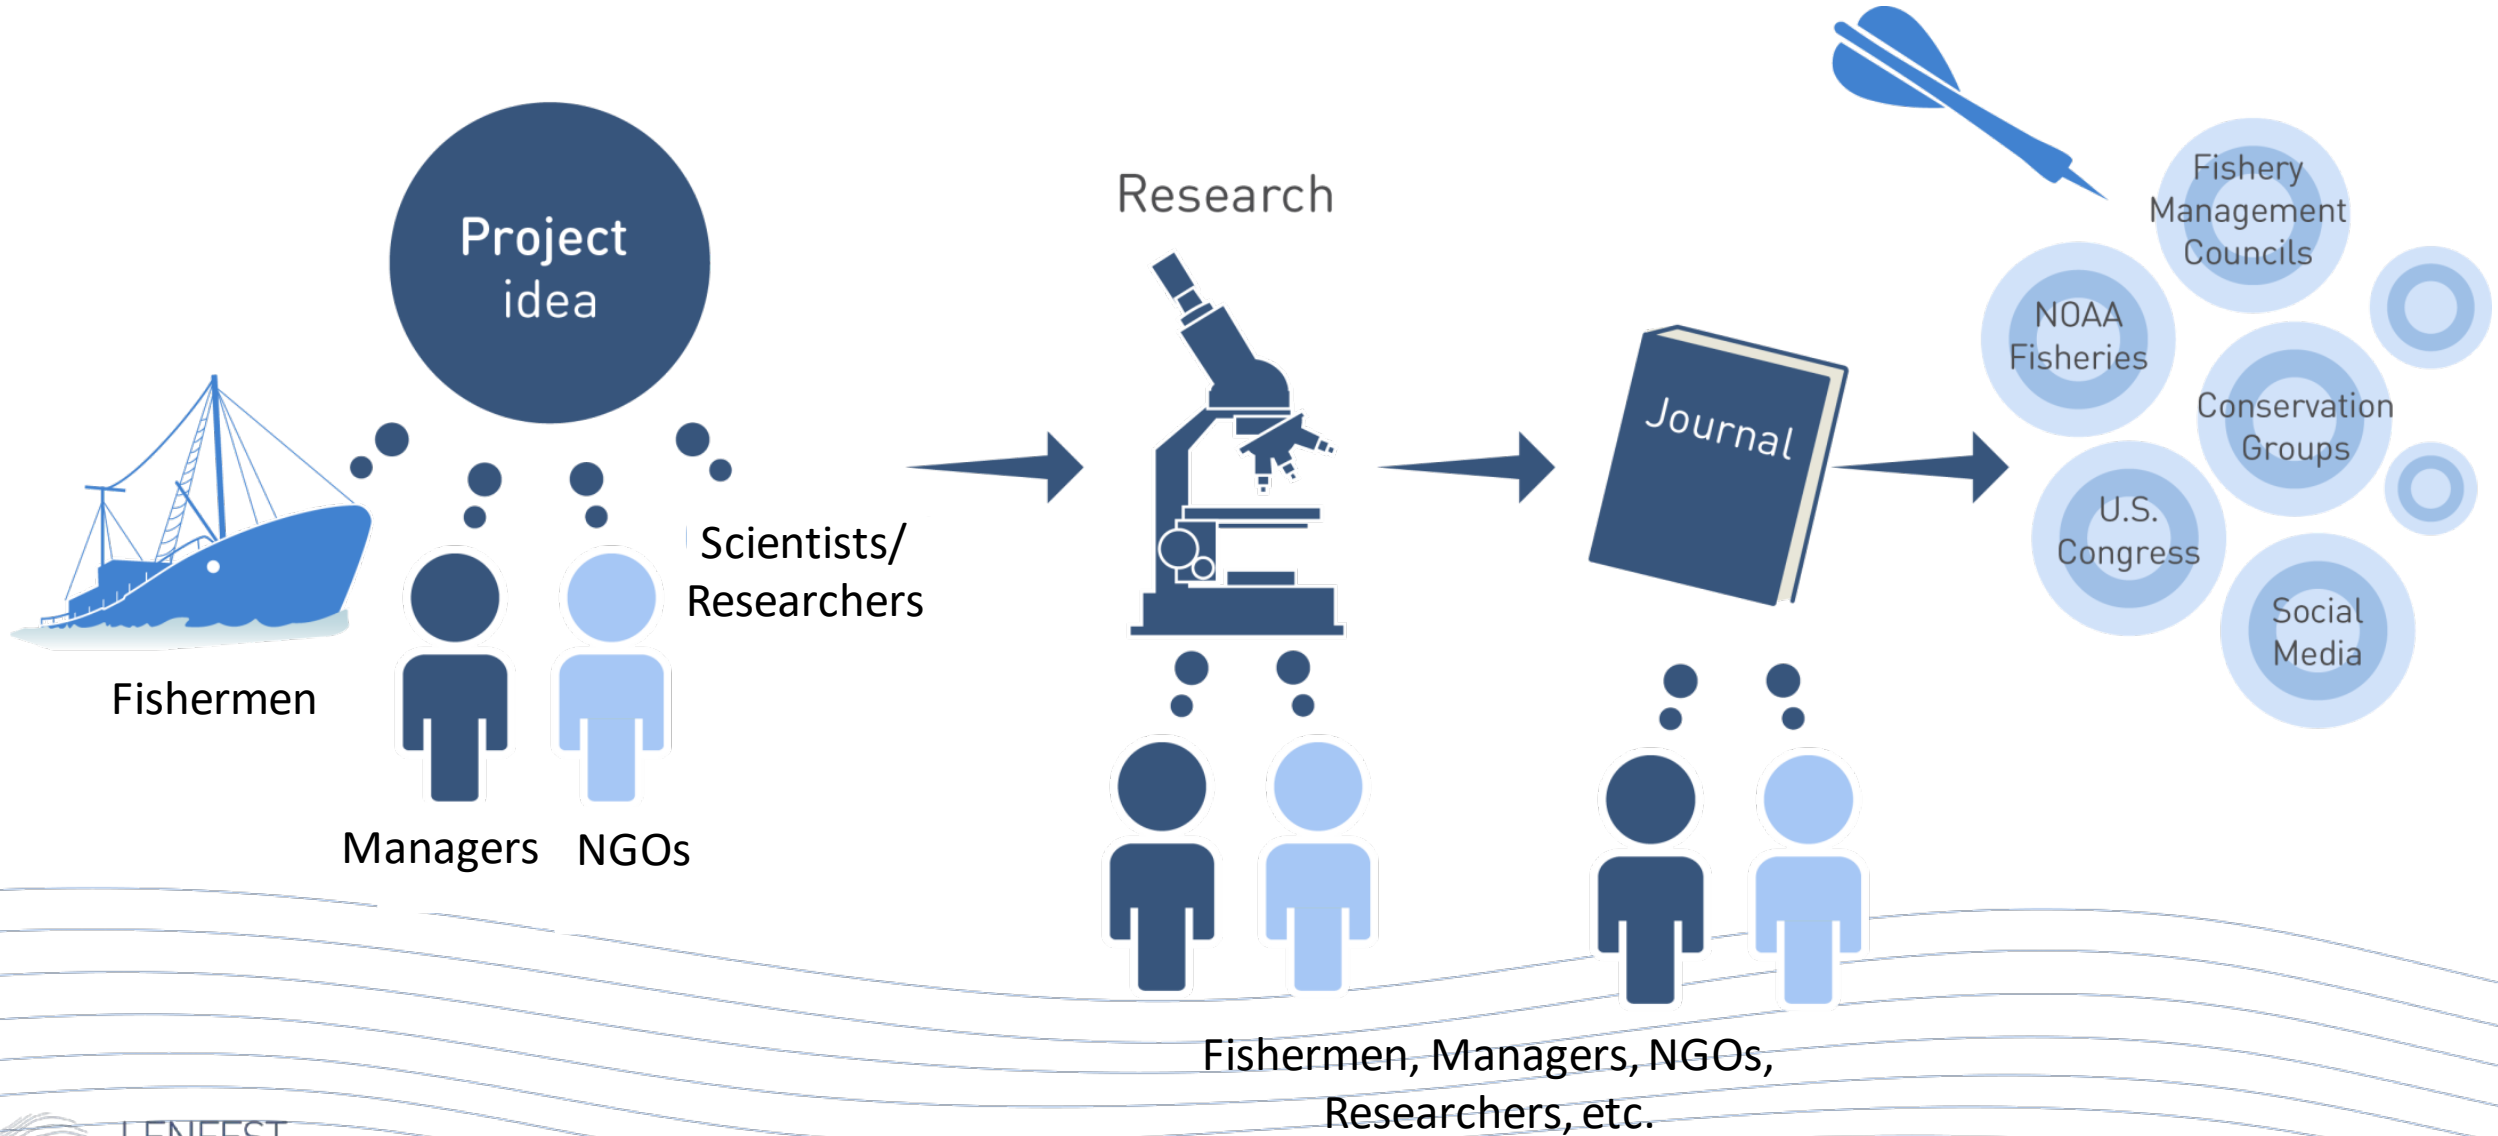 Project
idea
Fishermen
Managers
NGOs
Scientists/
Researchers
Research
Journal
Fishery
Management
Councils
NOAA
Fisheries
Conservation
Groups
U.S.
Congress
Social
Media
Fishermen, Managers, NGOs,
Researchers, etc.
LENFEST